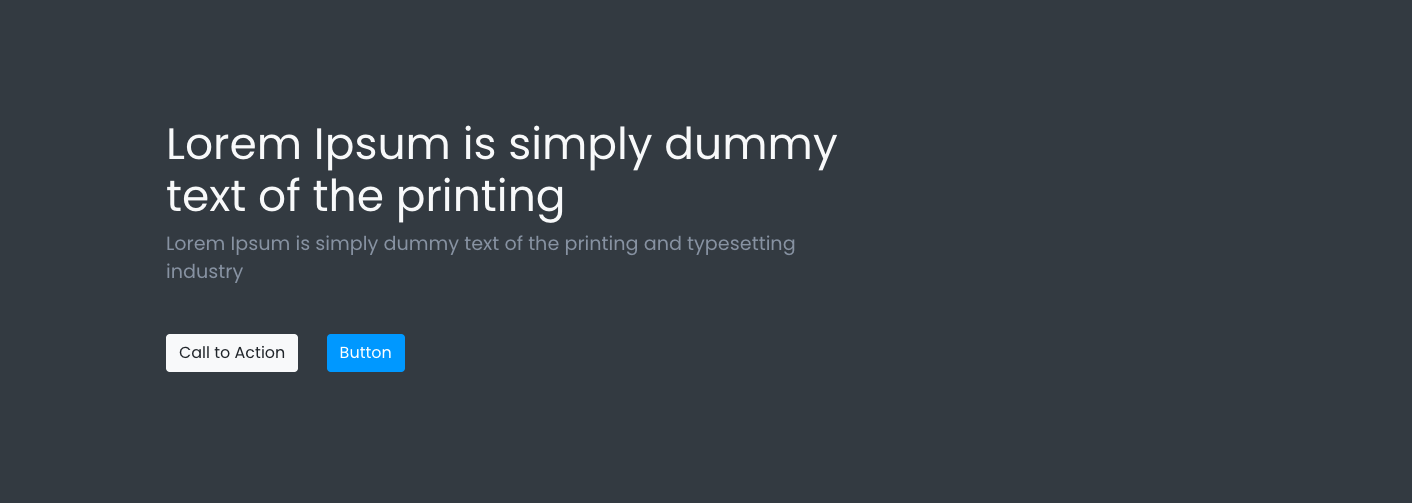 Lorem Ipsum is simply dummy
text of the printing
Lorem Ipsum is simply dummy text of the printing and typesetting
industry
Call to Action
Button